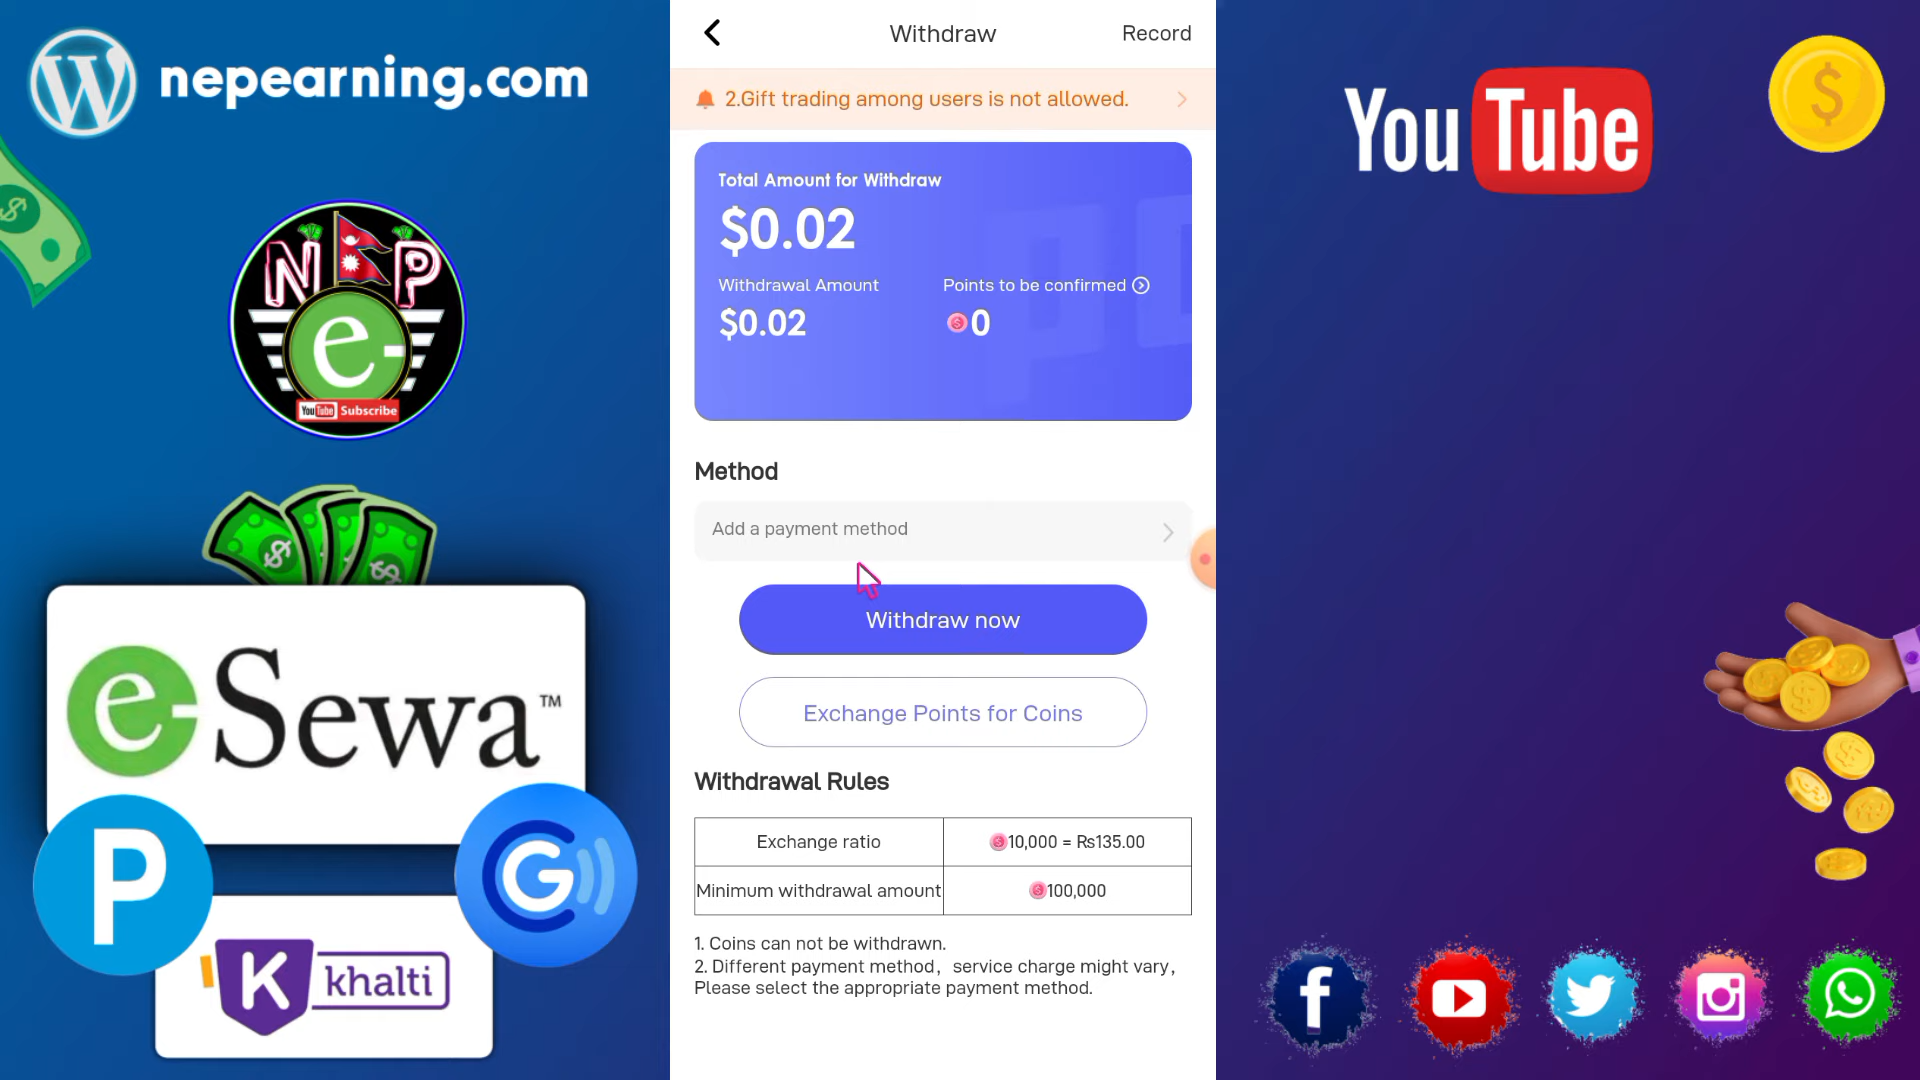 nepearning.com
NEP
e-
YouTube Subscribe
e-Sewa™
P
G
K khalti
Withdraw
Record
2.Gift trading among users is not allowed.
Total Amount for Withdraw
$0.02
Withdrawal Amount
Points to be confirmed
$0.02
0
Method
Add a payment method
Withdraw now
Exchange Points for Coins
Withdrawal Rules
Exchange ratio
10,000 = ₨135.00
Minimum withdrawal amount
100,000
1. Coins can not be withdrawn.
2. Different payment method，service charge might vary，
Please select the appropriate payment method.
YouTube